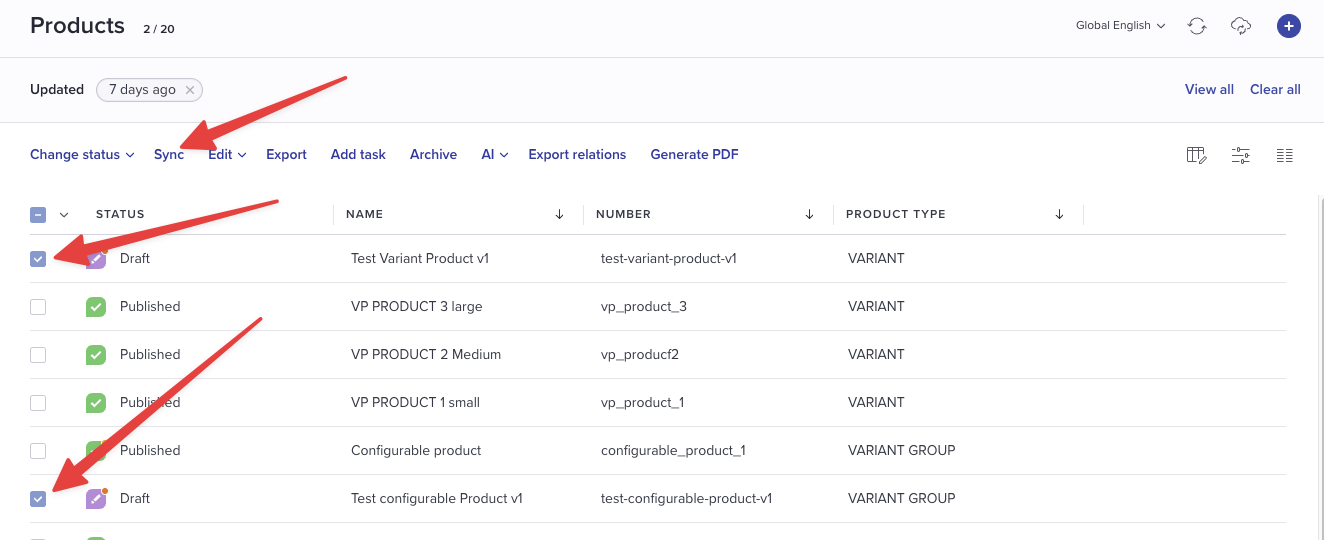 Products 2 / 20 Global English
Updated 7 days ago View all Clear all
Change status Sync Edit Export Add task Archive AI Export relations Generate PDF
STATUS NAME NUMBER PRODUCT TYPE
Draft Test Variant Product v1 test-variant-product-v1 VARIANT
Published VP PRODUCT 3 large vp_product_3 VARIANT
Published VP PRODUCT 2 Medium vp_producf2 VARIANT
Published VP PRODUCT 1 small vp_product_1 VARIANT
Published Configurable product configurable_product_1 VARIANT GROUP
Draft Test configurable Product v1 test-configurable-product-v1 VARIANT GROUP